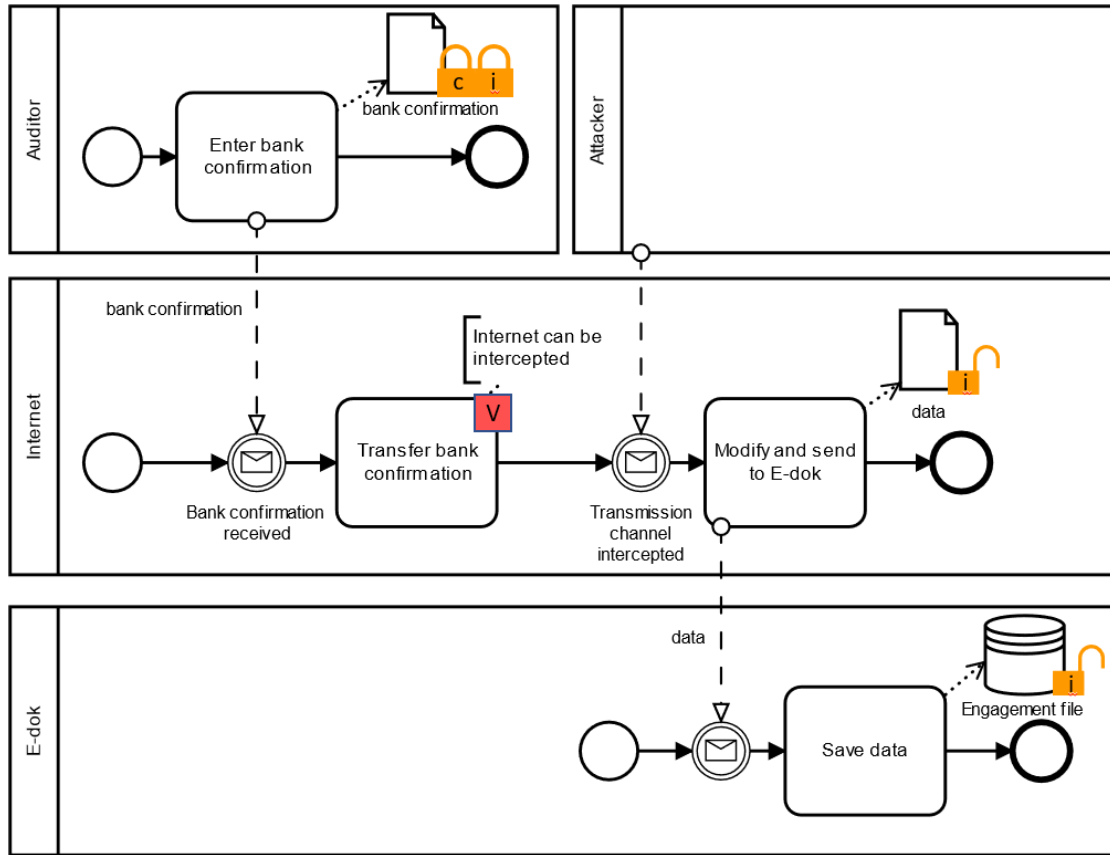 Auditor
Enter bank
confirmation
c i
bank confirmation
Attacker
Internet
bank confirmation
Bank confirmation
received
Internet can be
intercepted
V
Transfer bank
confirmation
Transmission
channel
intercepted
Modify and send
to E-dok
i
data
E-dok
data
Save data
i
Engagement file